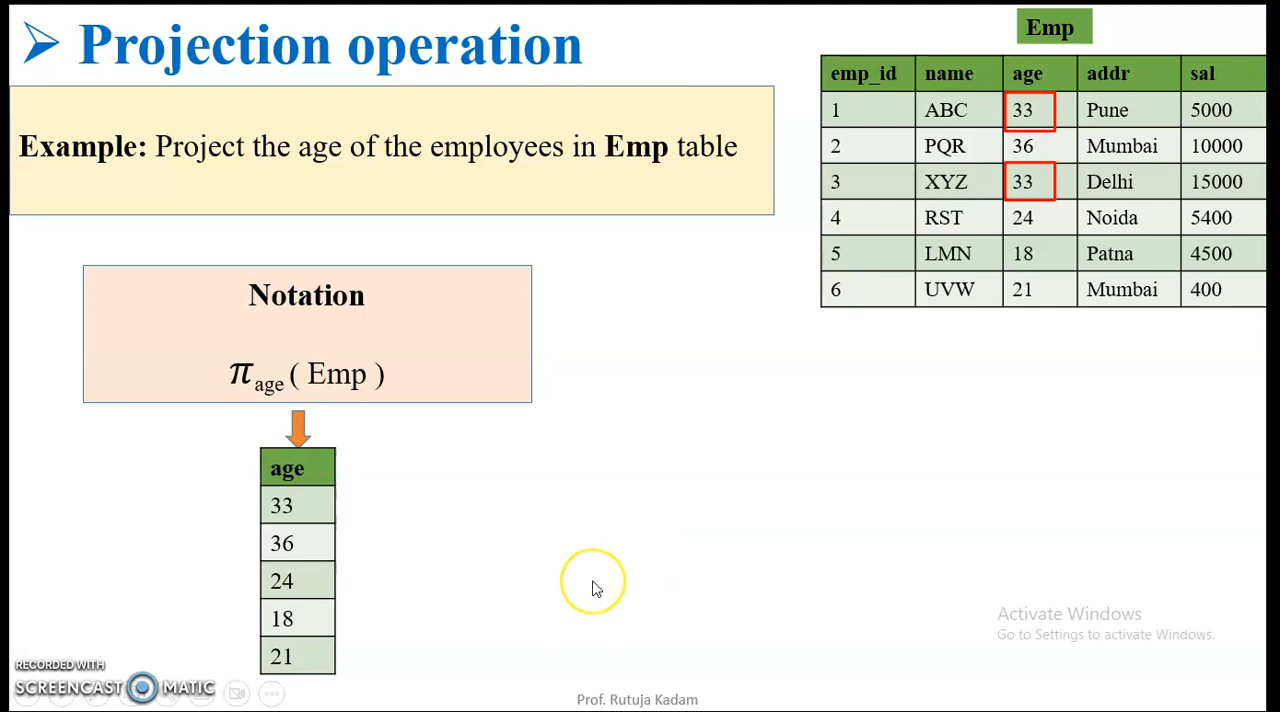 Projection operation
Example: Project the age of the employees in Emp table
Emp
emp_id name age addr sal
1 ABC 33 Pune 5000
2 PQR 36 Mumbai 10000
3 XYZ 33 Delhi 15000
4 RST 24 Noida 5400
5 LMN 18 Patna 4500
6 UVW 21 Mumbai 400
Notation
π age ( Emp )
age
33
36
24
18
21
Activate Windows
Go to Settings to activate Windows.
RECORDED WITH
SCREENCAST MATIC
Prof. Rutuja Kadam